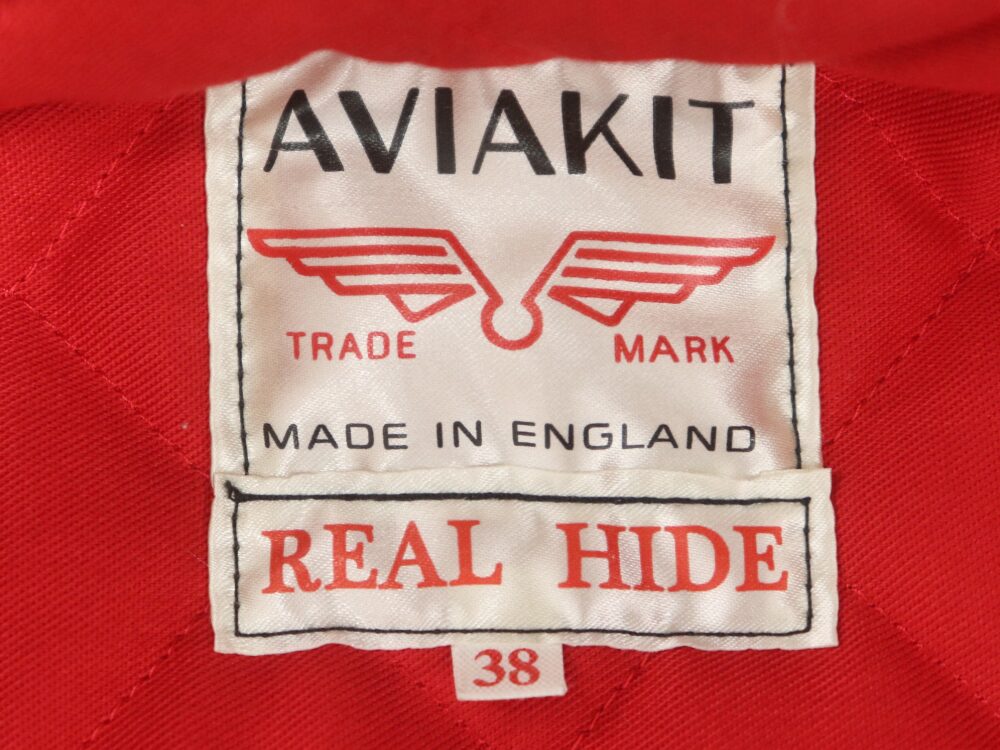 AVIAKIT
TRADE MARK
MADE IN ENGLAND
REAL HIDE
38